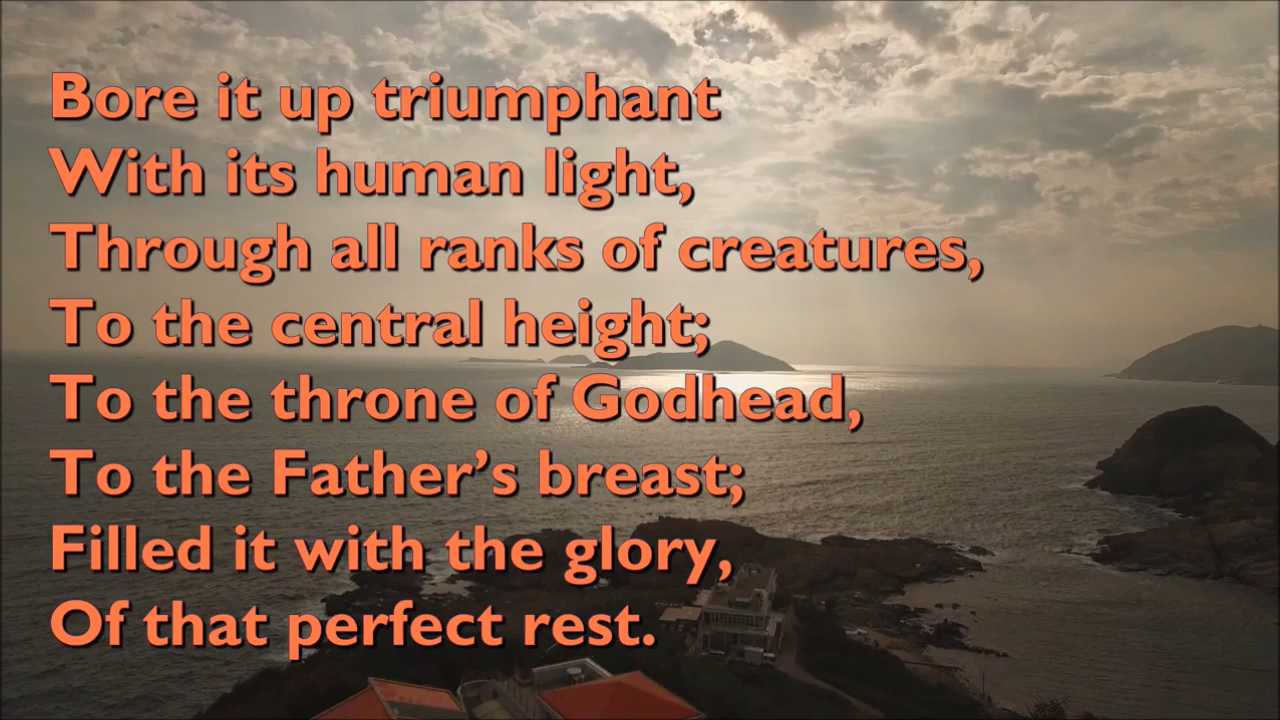 Bore it up triumphant
With its human light,
Through all ranks of creatures,
To the central height;
To the throne of Godhead,
To the Father’s breast;
Filled it with the glory,
Of that perfect rest.